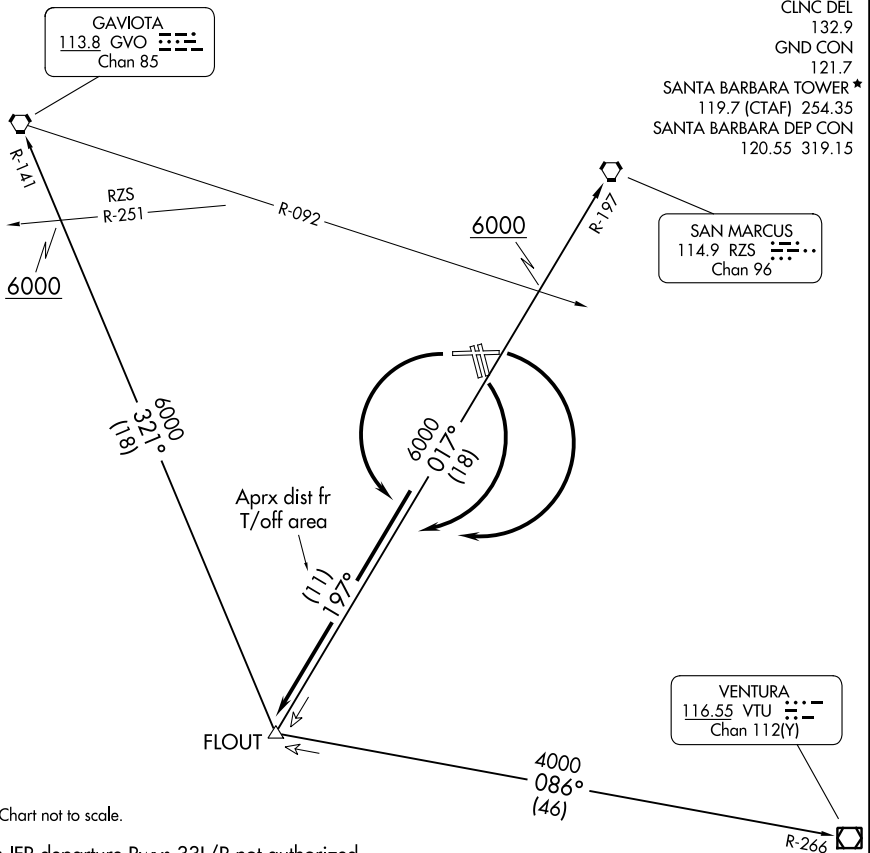 CLNC DEL
132.9
GND CON
121.7
SANTA BARBARA TOWER★
119.7 (CTAF) 254.35
SANTA BARBARA DEP CON
120.55 319.15
GAVIOTA
113.8 GVO
Chan 85
R-141
RZS
R-251
R-092
6000
6000
R-197
SAN MARCUS
114.9 RZS
Chan 96
6000
321°
(18)
6000
017°
(18)
Aprx dist fr
T/off area
(11)
197°
FLOUT
VENTURA
116.55 VTU
Chan 112(Y)
4000
086°
(46)
R-266
Chart not to scale.